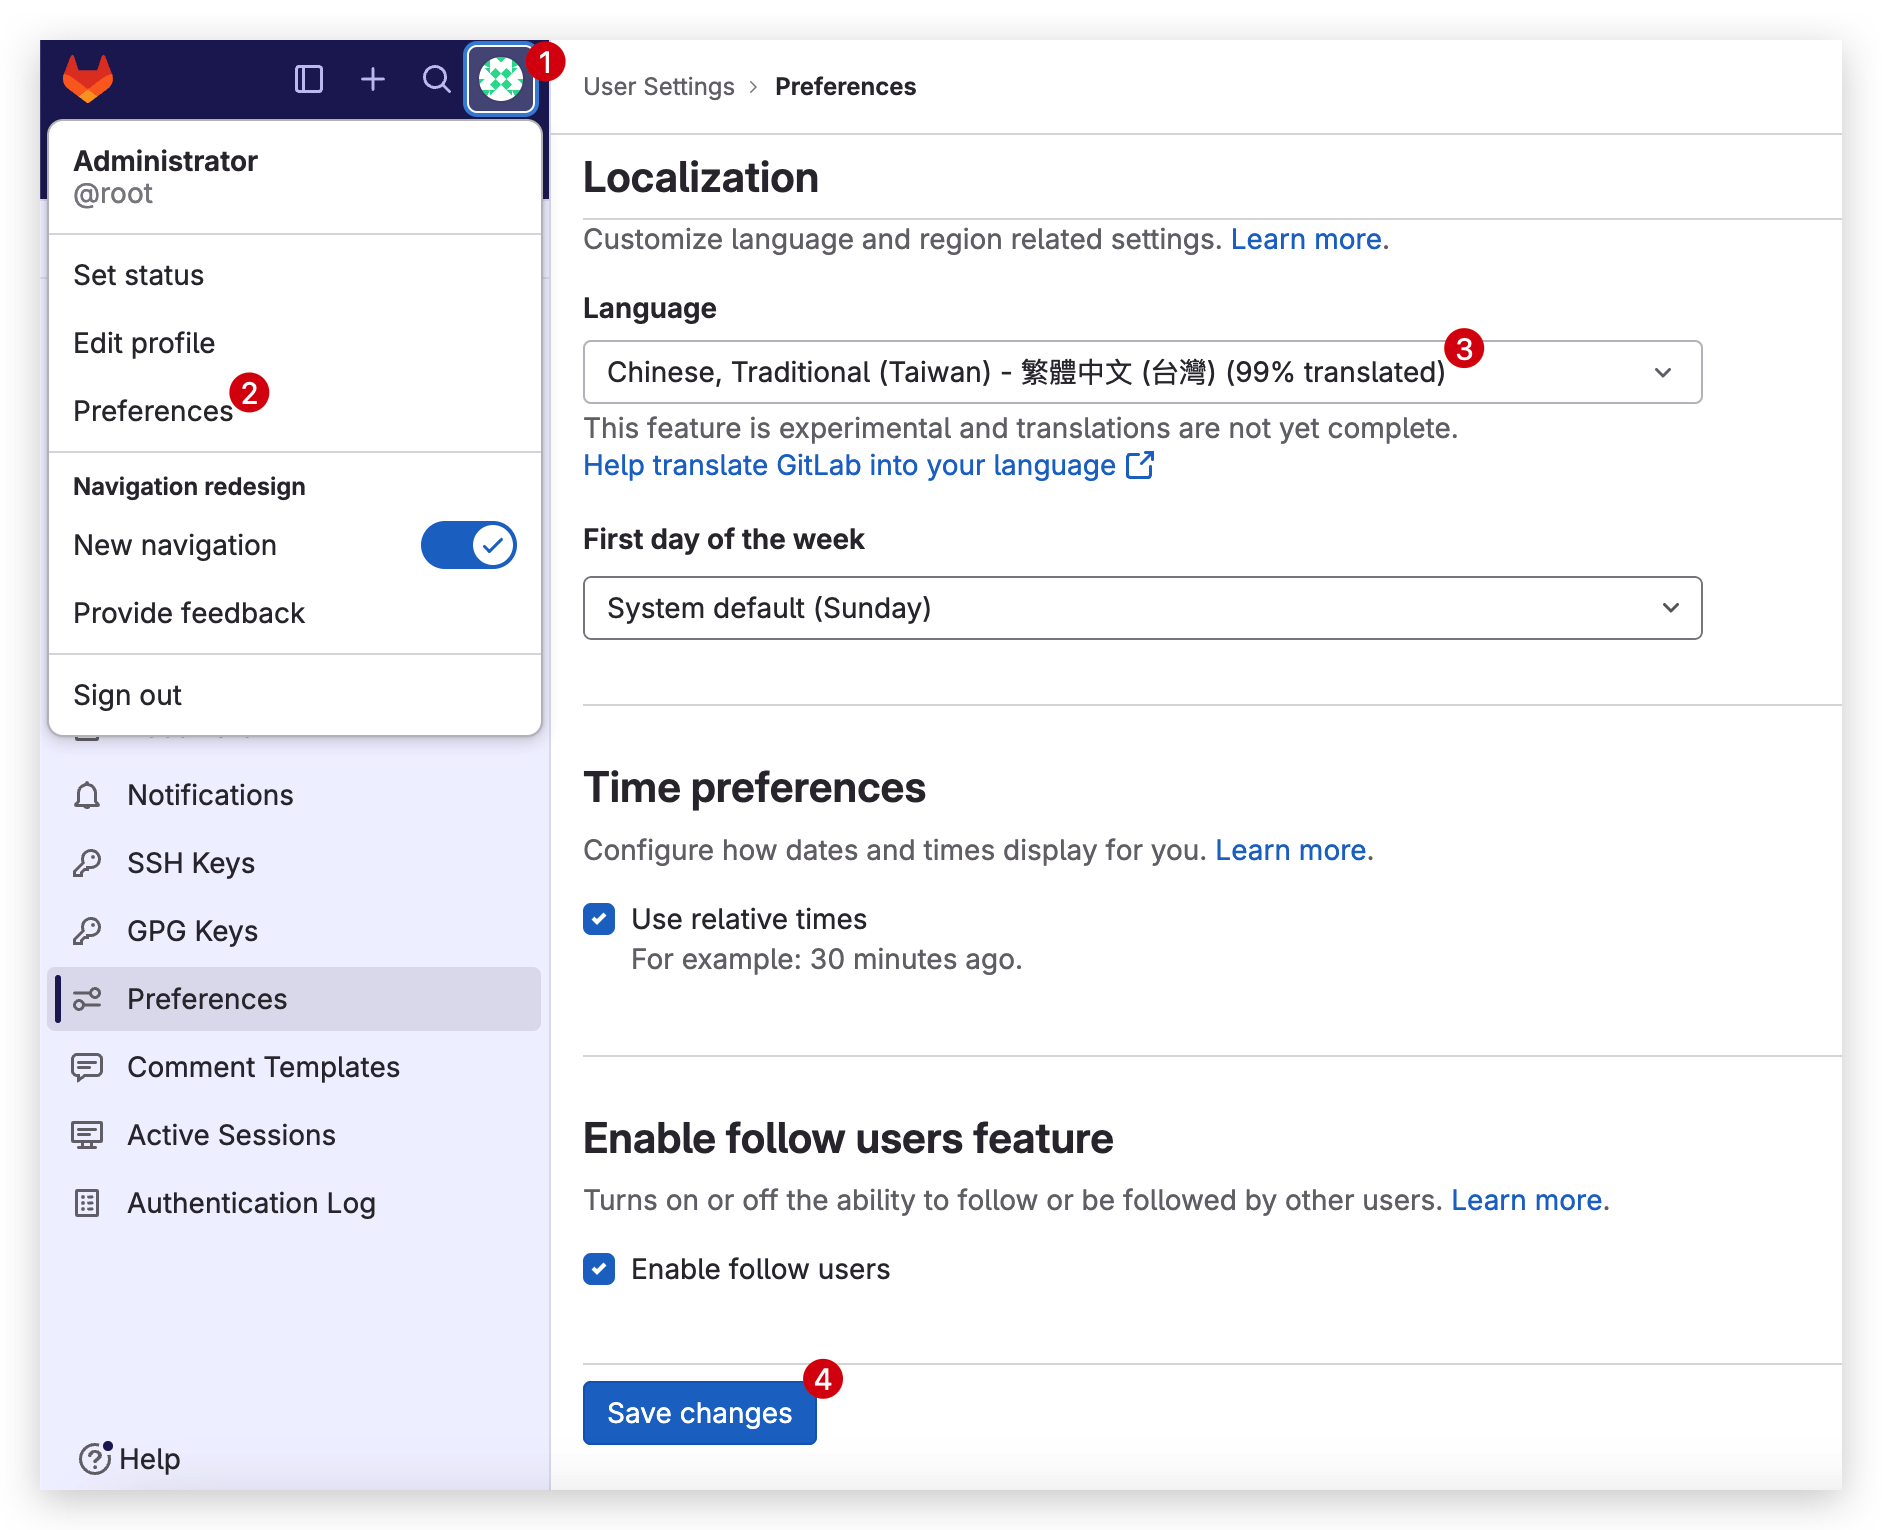 1
Administrator
@root
Set status
Edit profile
Preferences 2
Navigation redesign
New navigation
Provide feedback
Sign out
Notifications
SSH Keys
GPG Keys
Preferences
Comment Templates
Active Sessions
Authentication Log
Help
User Settings › Preferences
Localization
Customize language and region related settings. Learn more.
Language
Chinese, Traditional (Taiwan) - 繁體中文 (台灣) (99% translated) 3
This feature is experimental and translations are not yet complete.
Help translate GitLab into your language
First day of the week
System default (Sunday)
Time preferences
Configure how dates and times display for you. Learn more.
Use relative times
For example: 30 minutes ago.
Enable follow users feature
Turns on or off the ability to follow or be followed by other users. Learn more.
Enable follow users
Save changes 4